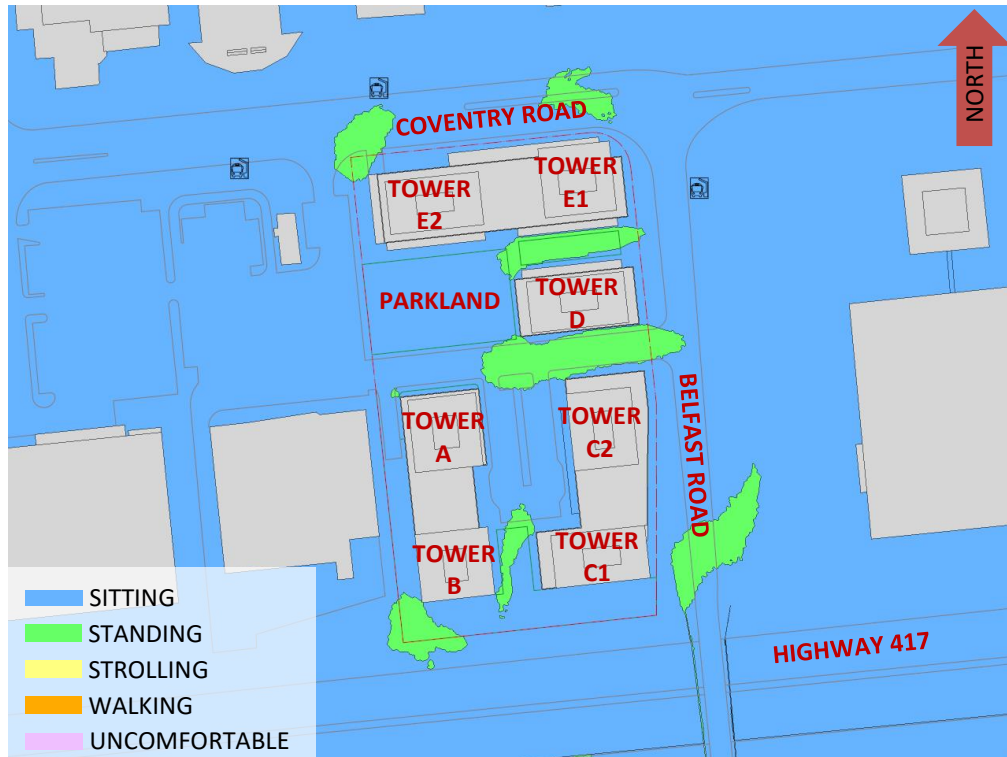 NORTH
COVENTRY ROAD
TOWER
E2
TOWER
E1
PARKLAND
TOWER
D
TOWER
A
TOWER
C2
BELFAST ROAD
TOWER
B
TOWER
C1
HIGHWAY 417
SITTING
STANDING
STROLLING
WALKING
UNCOMFORTABLE